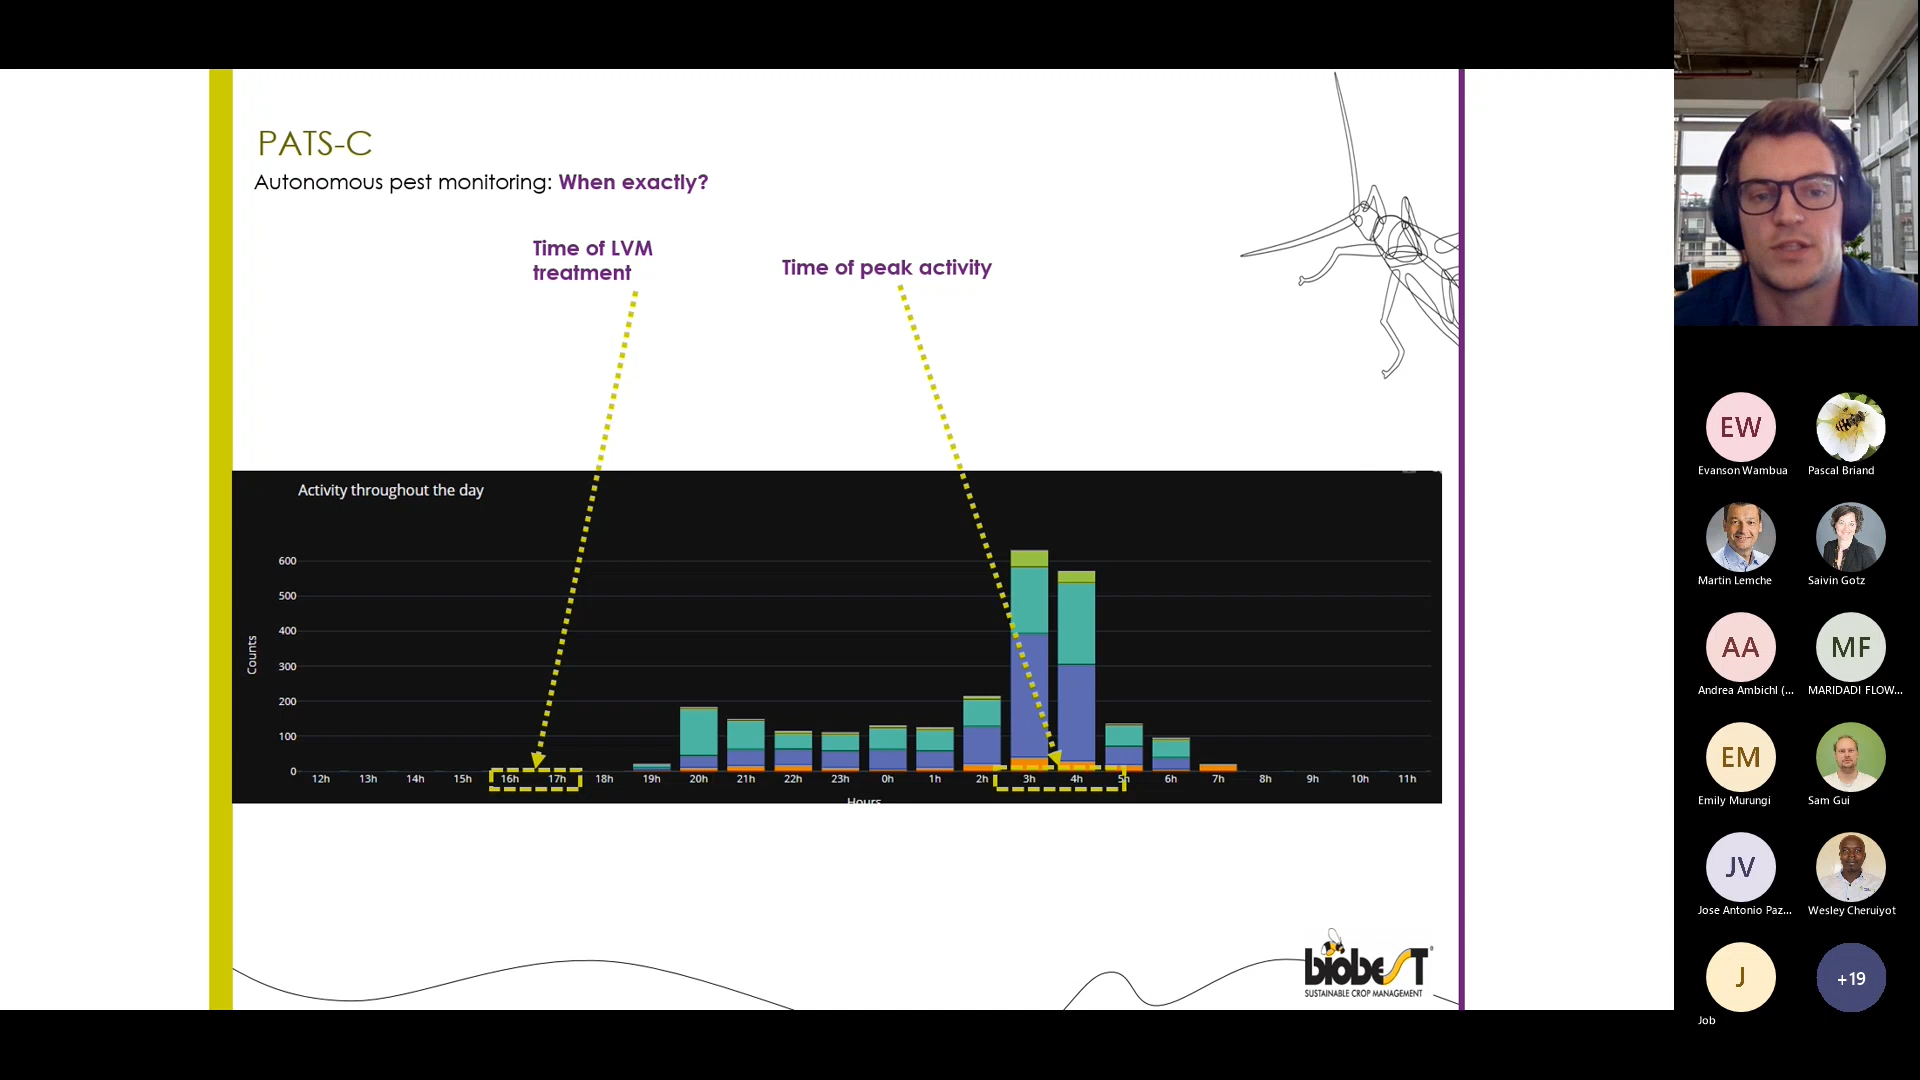 PATS-C
Autonomous pest monitoring: When exactly?
Time of LVM
treatment
Time of peak activity
Activity throughout the day
600
500
400
300
200
100
0
Counts
12h 13h 14h 15h 16h 17h 18h 19h 20h 21h 22h 23h 0h 1h 2h 3h 4h 5h 6h 7h 8h 9h 10h 11h
Hours
biobesT
SUSTAINABLE CROP MANAGEMENT
EW
Evanson Wambua
Pascal Briand
Martin Lemche
Saivin Gotz
AA
Andrea Ambichl (...
MF
MARIDADI FLOW...
EM
Emily Murungi
Sam Gui
JV
Jose Antonio Paz...
Wesley Cheruiyot
J
Job
+19